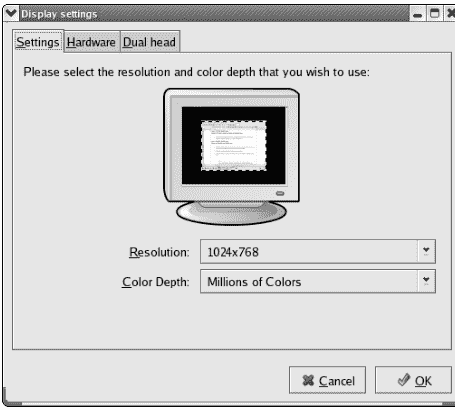 Display settings
Settings Hardware Dual head
Please select the resolution and color depth that you wish to use:
Resolution: 1024x768
Color Depth: Millions of Colors
Cancel OK